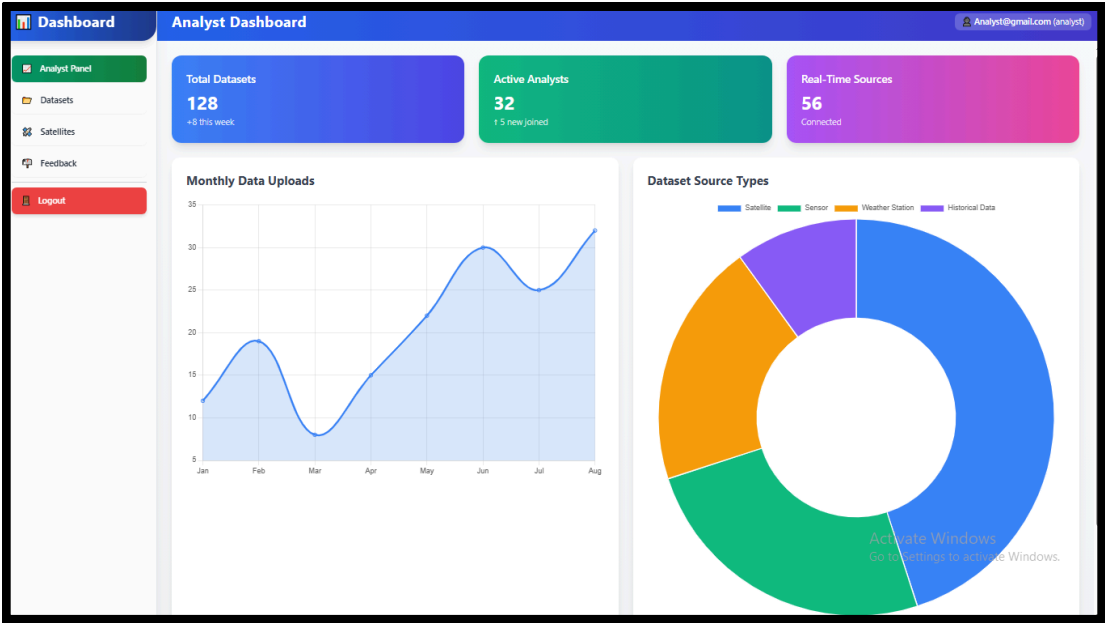 Dashboard
Analyst Dashboard
Analyst@gmail.com (analyst)
Analyst Panel
Datasets
Satellites
Feedback
Logout
Total Datasets
128
+8 this week
Active Analysts
32
↑ 5 new joined
Real-Time Sources
56
Connected
Monthly Data Uploads
35
30
25
20
15
10
5
Jan Feb Mar Apr May Jun Jul Aug
Dataset Source Types
Satellite Sensor Weather Station Historical Data
Activate Windows
Go to Settings to activate Windows.